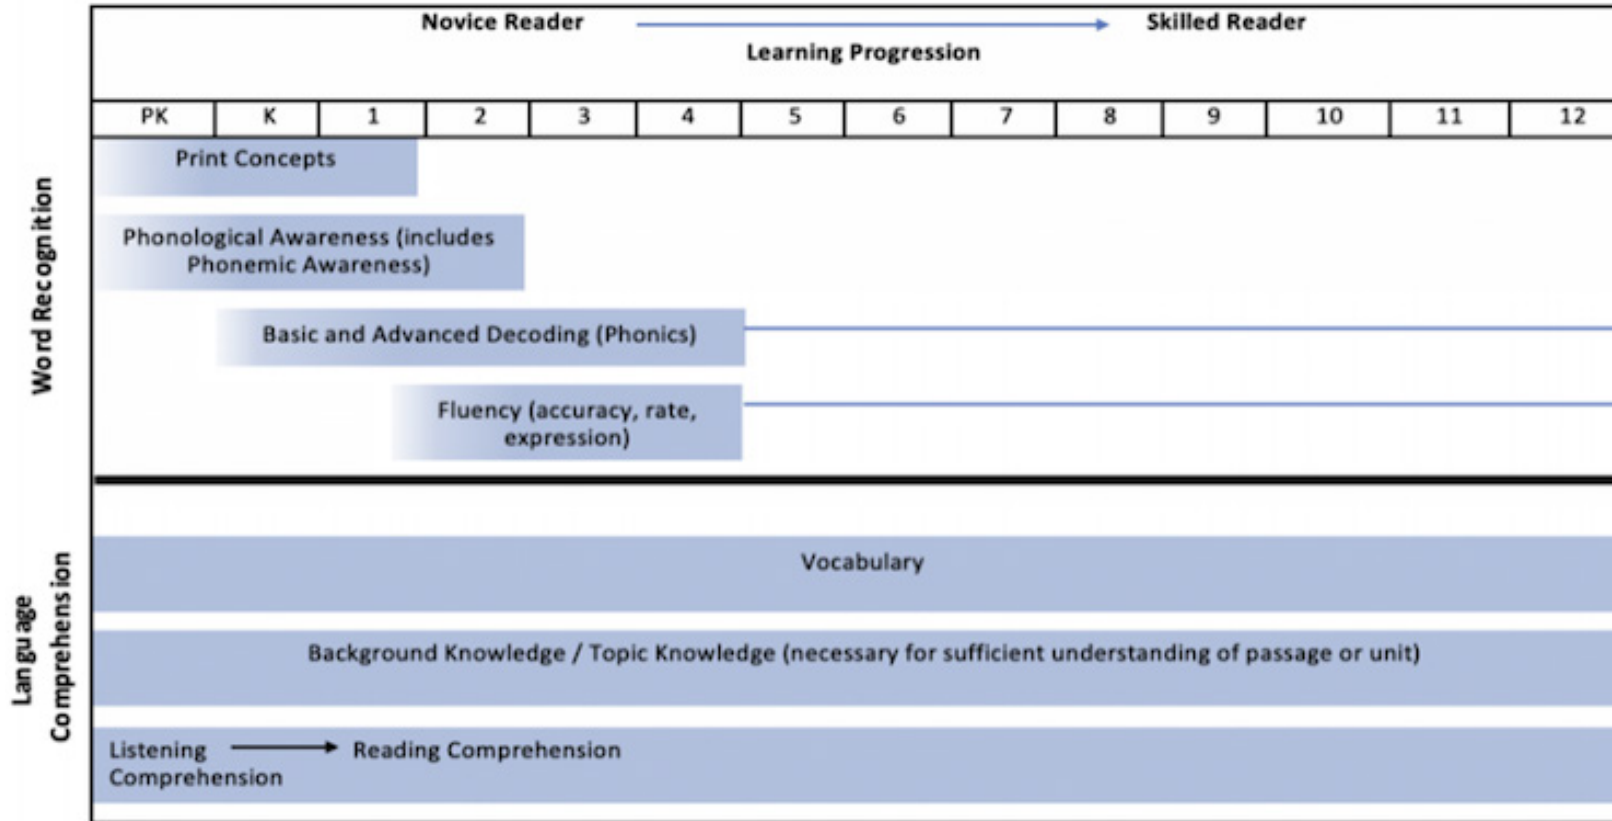 Novice Reader
Skilled Reader
Learning Progression
PK K 1 2 3 4 5 6 7 8 9 10 11 12
Word Recognition
Print Concepts
Phonological Awareness (includes
Phonemic Awareness)
Basic and Advanced Decoding (Phonics)
Fluency (accuracy, rate,
expression)
Language
Comprehension
Vocabulary
Background Knowledge / Topic Knowledge (necessary for sufficient understanding of passage or unit)
Listening
Comprehension
Reading Comprehension